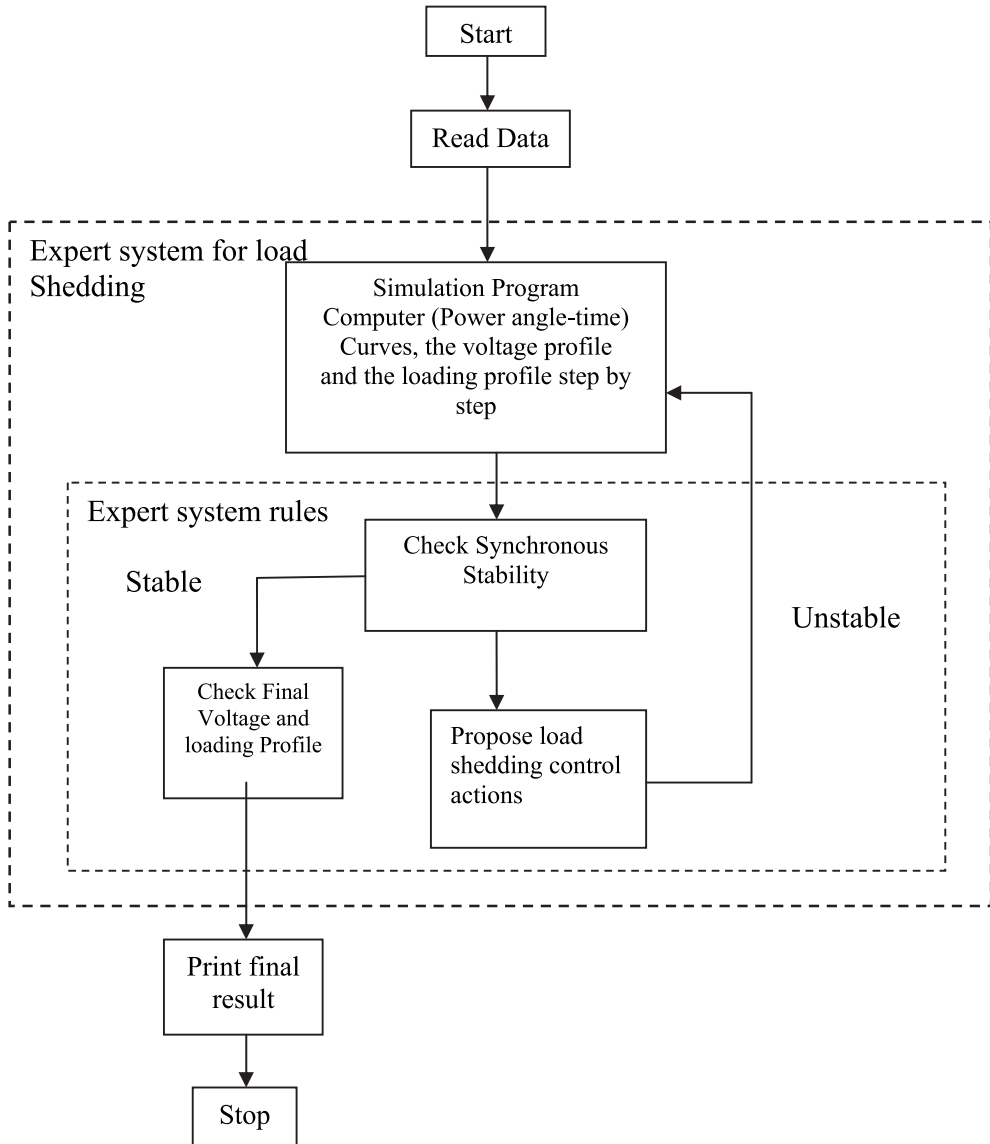 Start
Read Data
Expert system for load
Shedding
Simulation Program
Computer (Power angle-time)
Curves, the voltage profile
and the loading profile step by
step
Expert system rules
Check Synchronous
Stability
Stable
Unstable
Check Final
Voltage and
loading Profile
Propose load
shedding control
actions
Print final
result
Stop